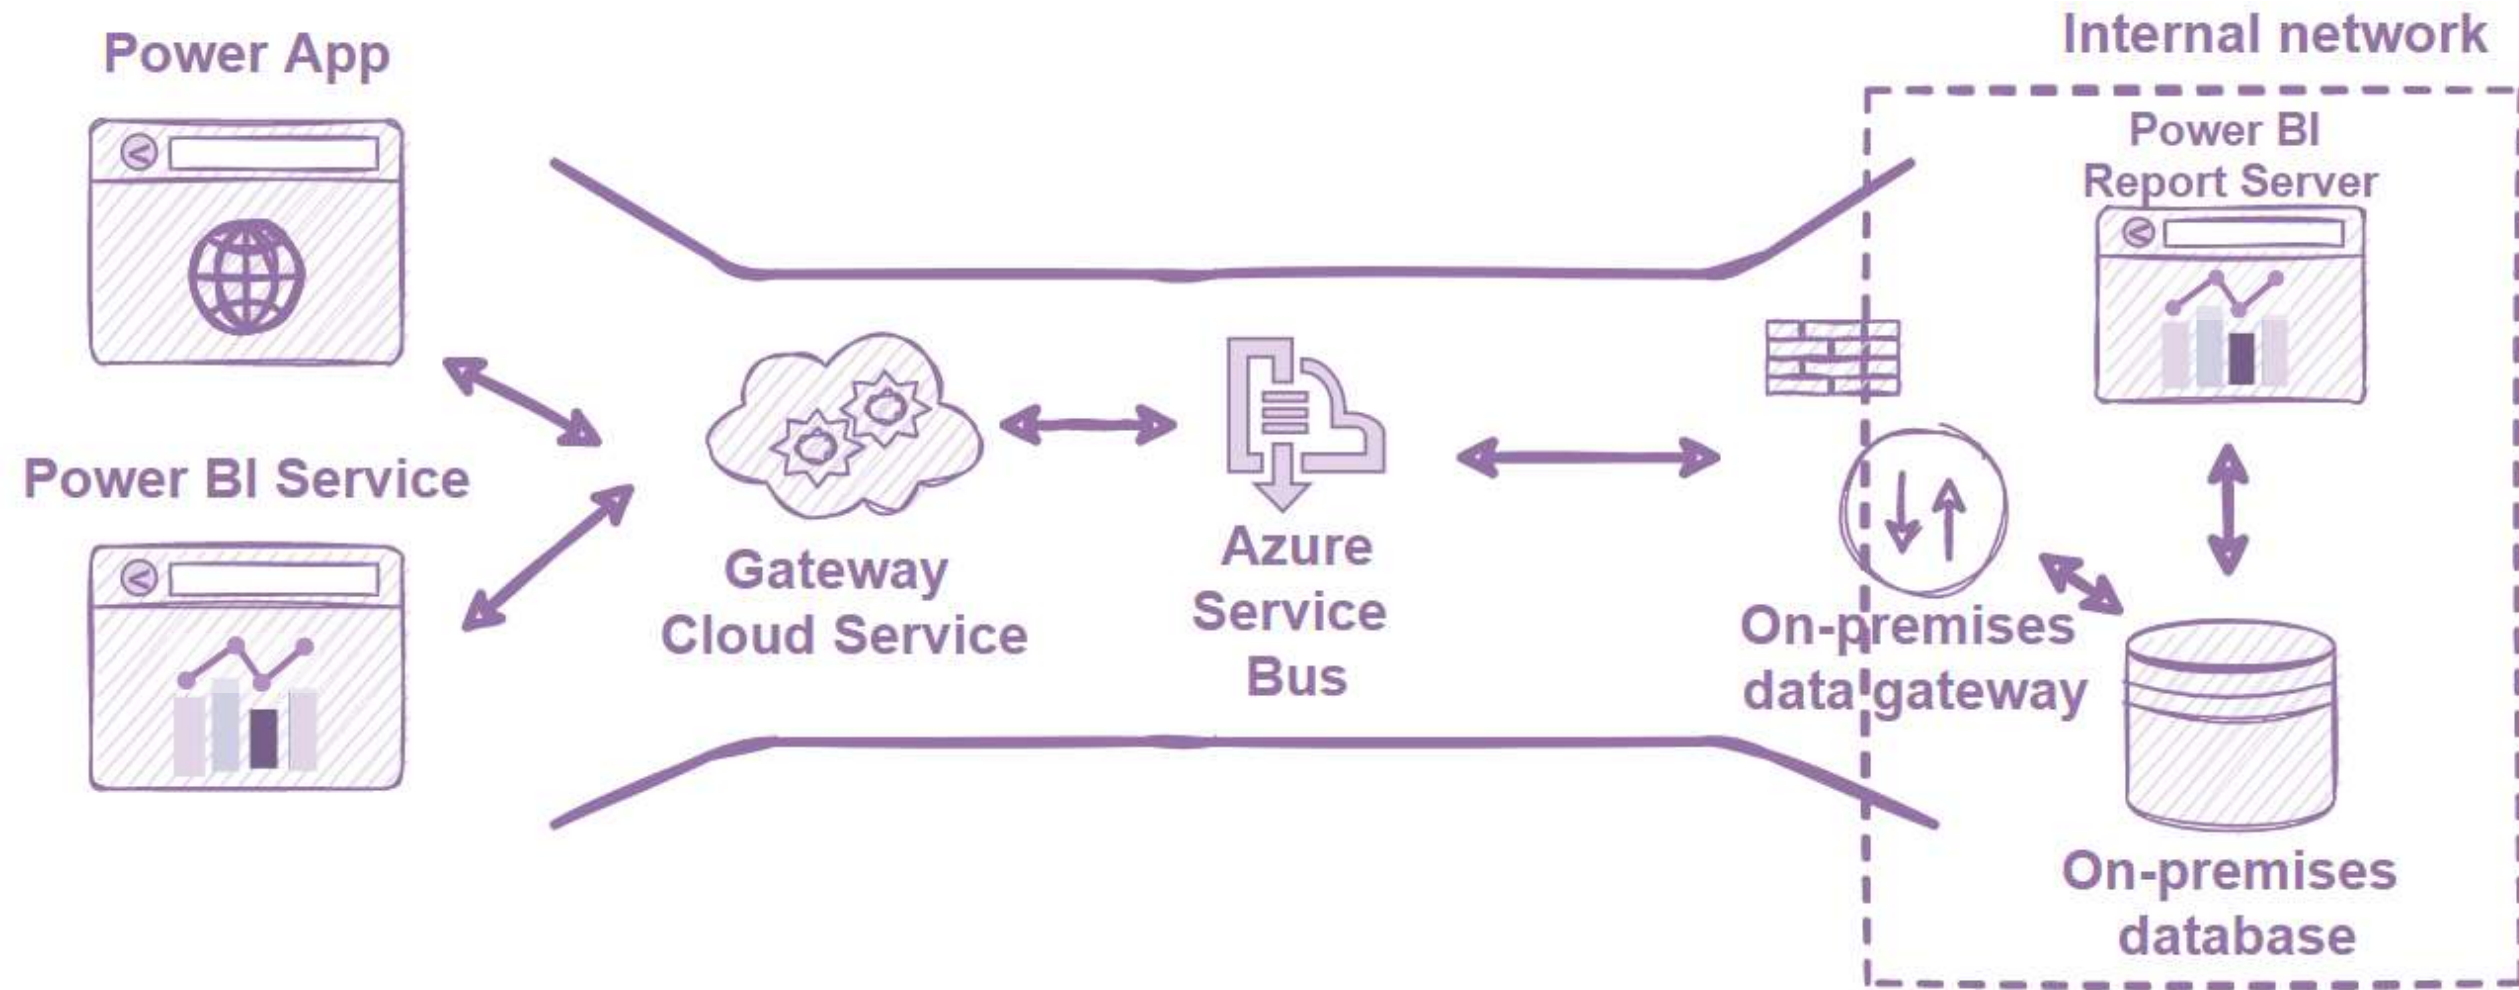 Power App
Internal network
Power BI
Report Server
Power BI Service
Gateway
Cloud Service
Azure
Service
Bus
On-premises
data gateway
On-premises
database